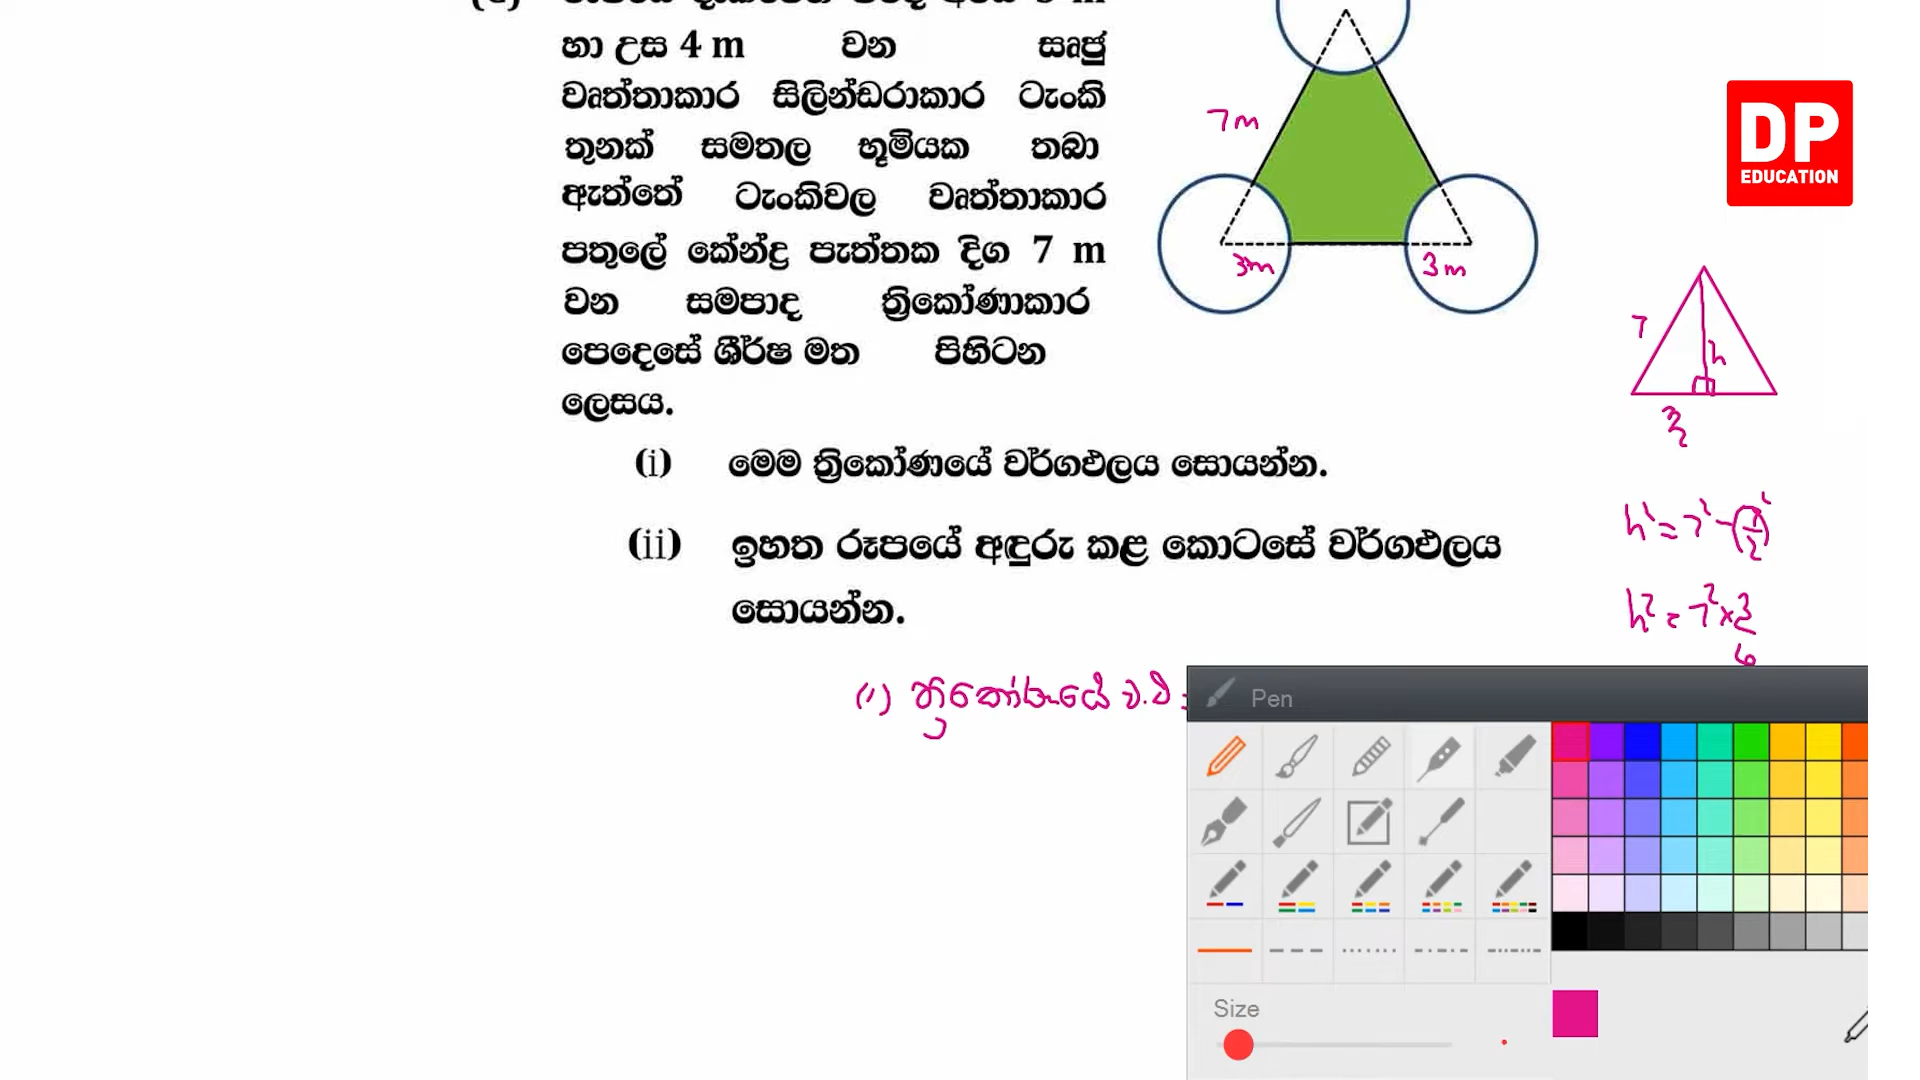 හා උස 4 m වන සෘජු
වෘත්තාකාර සිලින්ඩරාකාර ටැංකි
තුනක් සමතල භූමියක තබා
ඇත්තේ ටැංකිවල වෘත්තාකාර
පතුලේ කේන්ද්‍ර පැත්තක දිග 7 m
වන සමපාද ත්‍රිකෝණාකාර
පෙදෙසේ ශීර්ෂ මත පිහිටන
ලෙසය.
7m
3m
3m
DP
EDUCATION
7
h
(i) මෙම ත්‍රිකෝණයේ වර්ගඵලය සොයන්න.
(ii) ඉහත රූපයේ අඳුරු කළ කොටසේ වර්ගඵලය
සොයන්න.
(i) ත්‍රිකෝණයේ ව.ඵ
Pen
Size